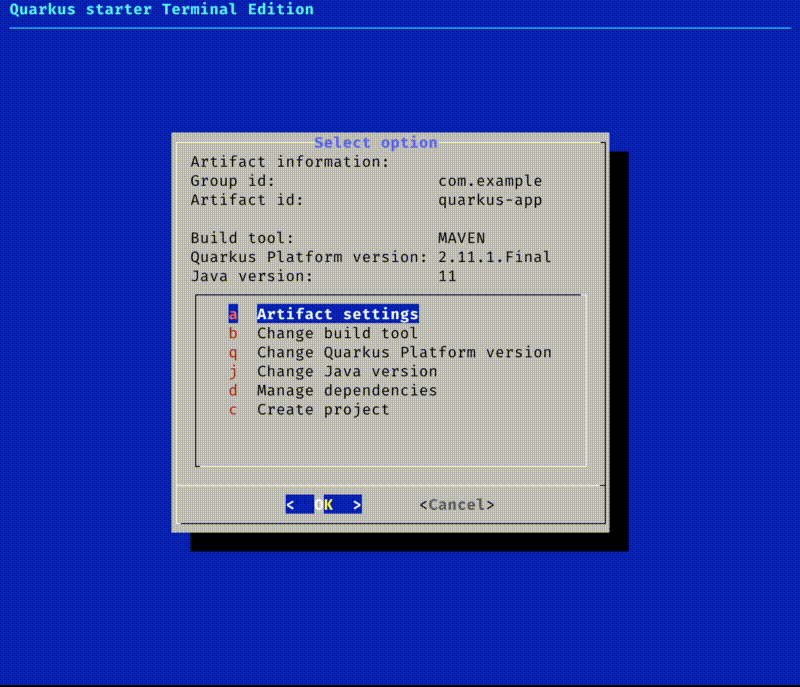 Quarkus starter Terminal Edition
Select option
Artifact information:
Group id: com.example
Artifact id: quarkus-app
Build tool: MAVEN
Quarkus Platform version: 2.11.1.Final
Java version: 11
a Artifact settings
b Change build tool
q Change Quarkus Platform version
j Change Java version
d Manage dependencies
c Create project
< OK > <Cancel>